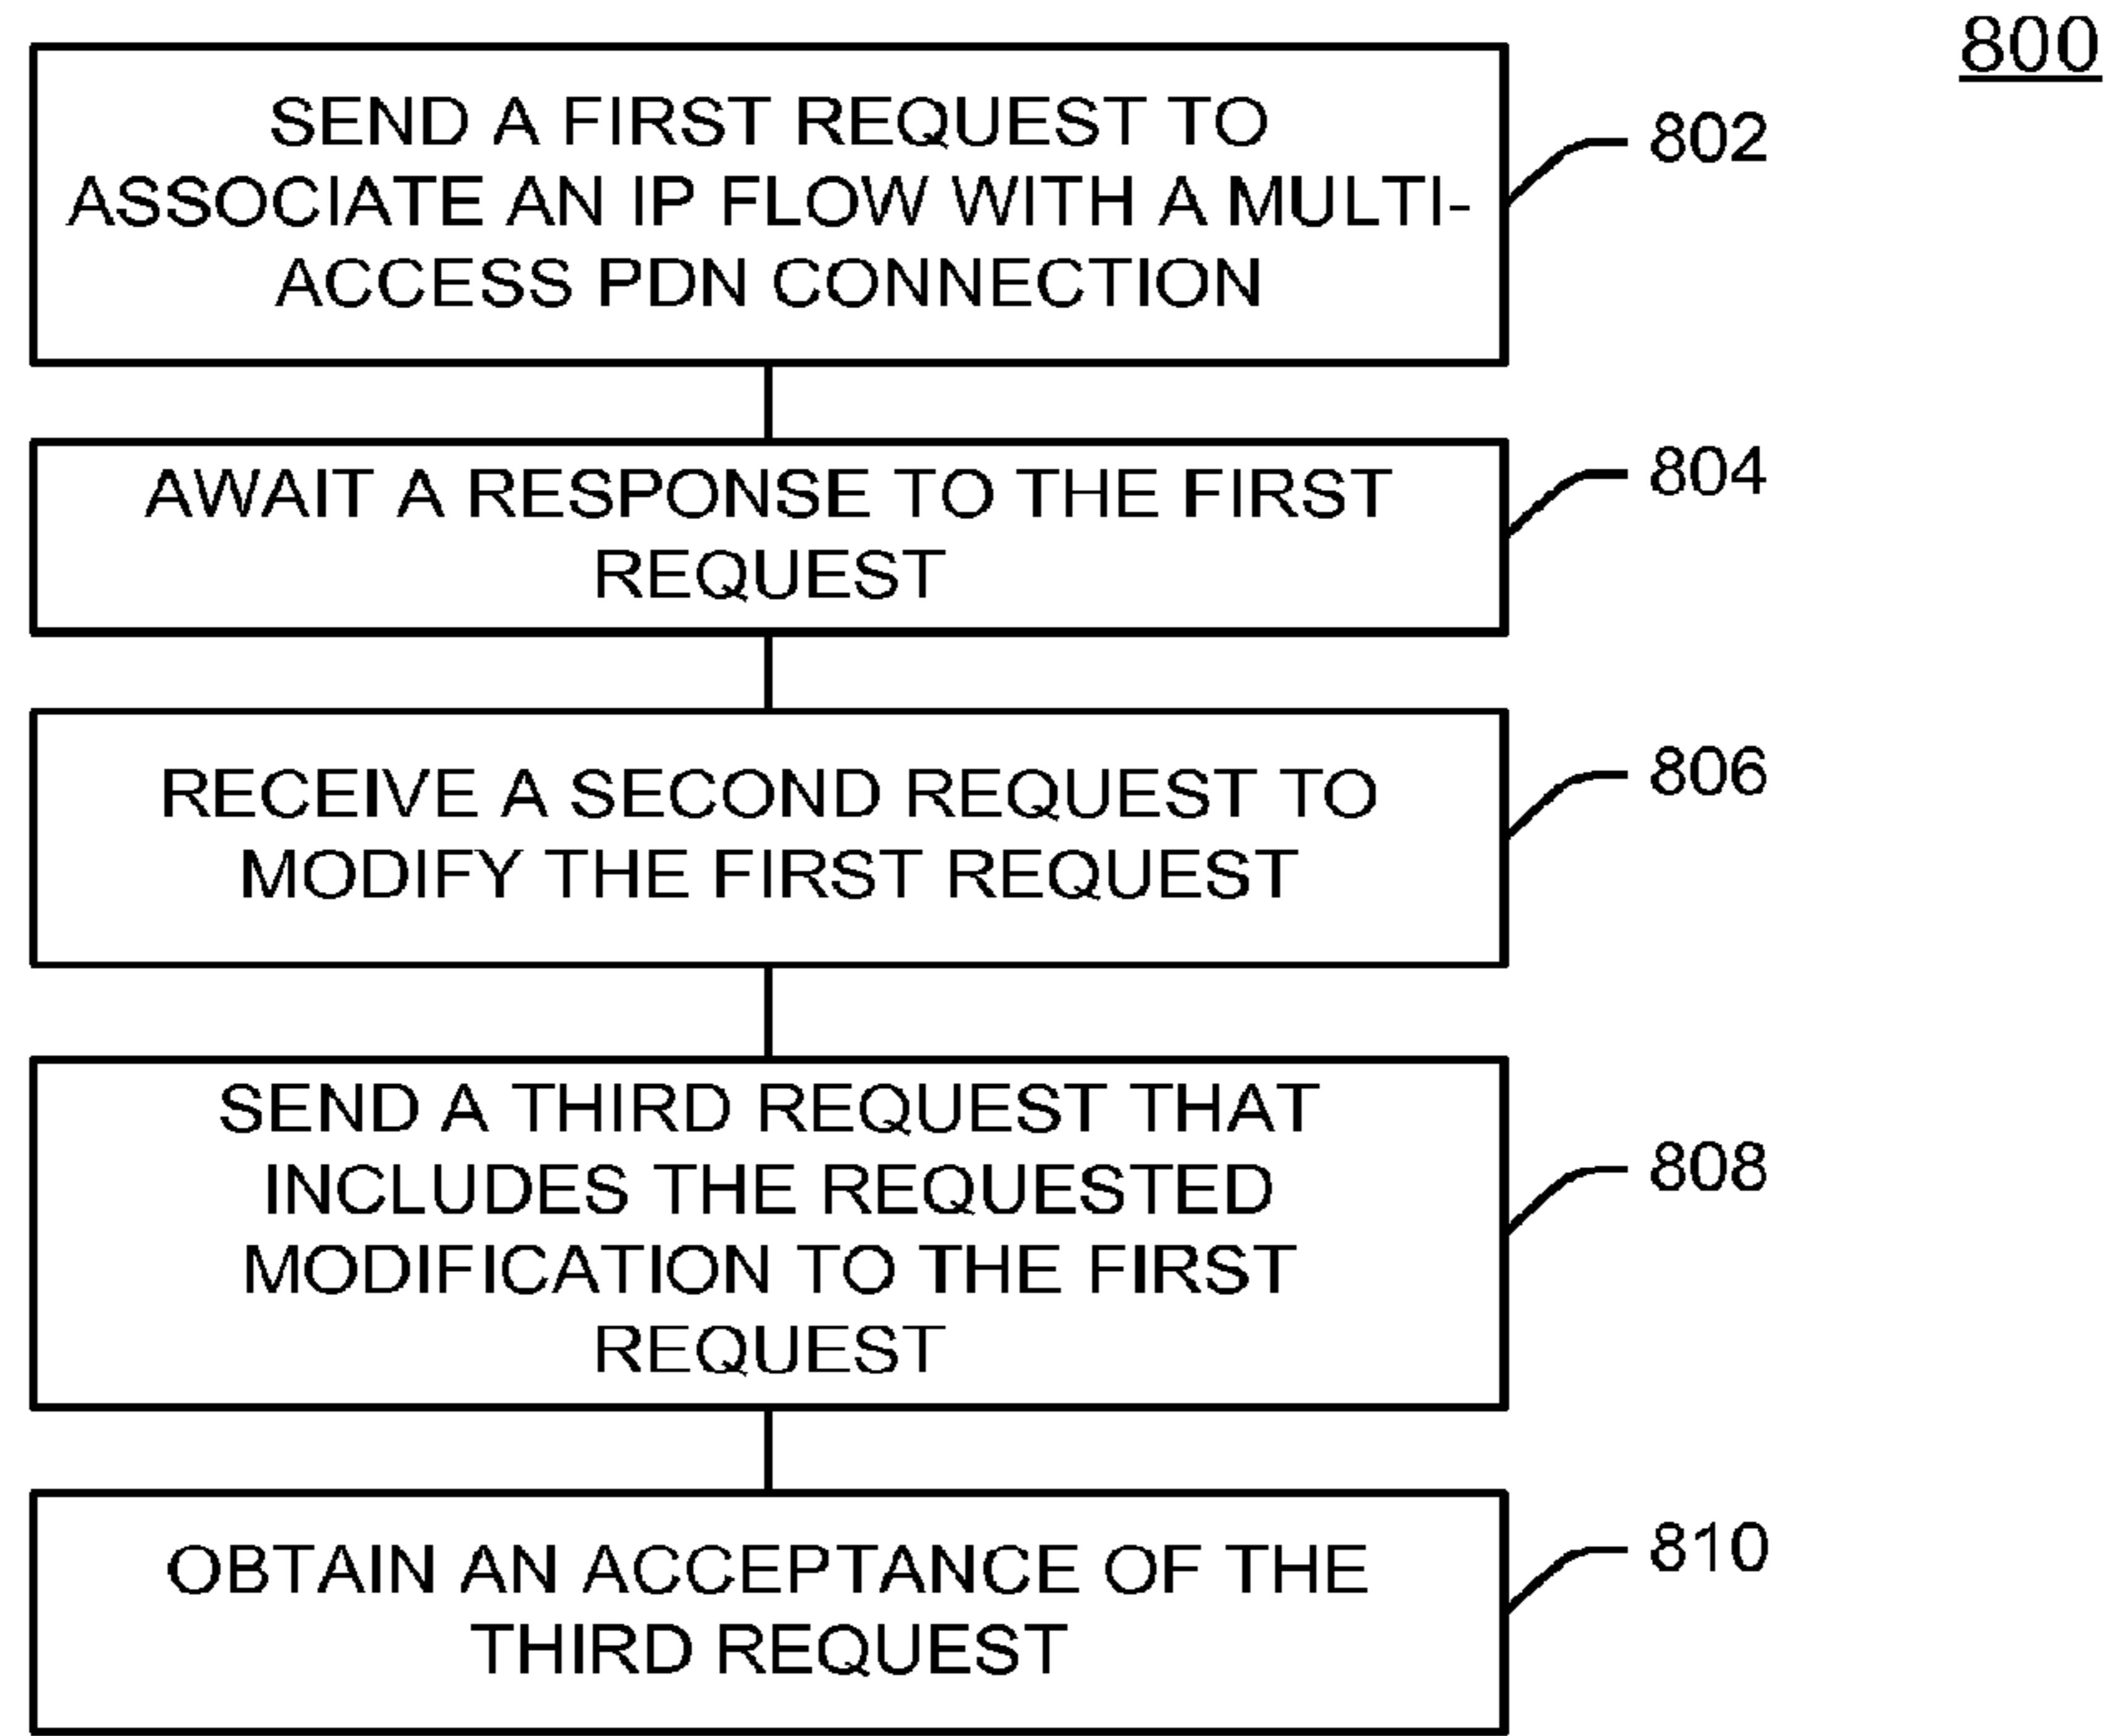 800
SEND A FIRST REQUEST TO
ASSOCIATE AN IP FLOW WITH A MULTI-
ACCESS PDN CONNECTION
802
AWAIT A RESPONSE TO THE FIRST
REQUEST
804
RECEIVE A SECOND REQUEST TO
MODIFY THE FIRST REQUEST
806
SEND A THIRD REQUEST THAT
INCLUDES THE REQUESTED
MODIFICATION TO THE FIRST
REQUEST
808
OBTAIN AN ACCEPTANCE OF THE
THIRD REQUEST
810